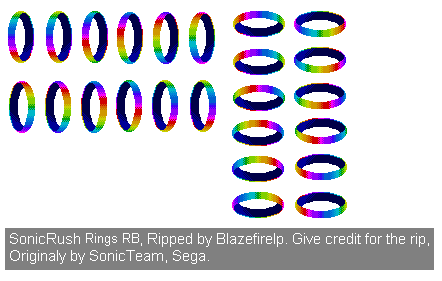 SonicRush Rings RB, Ripped by Blazefirelp. Give credit for the rip,
Originaly by SonicTeam, Sega.